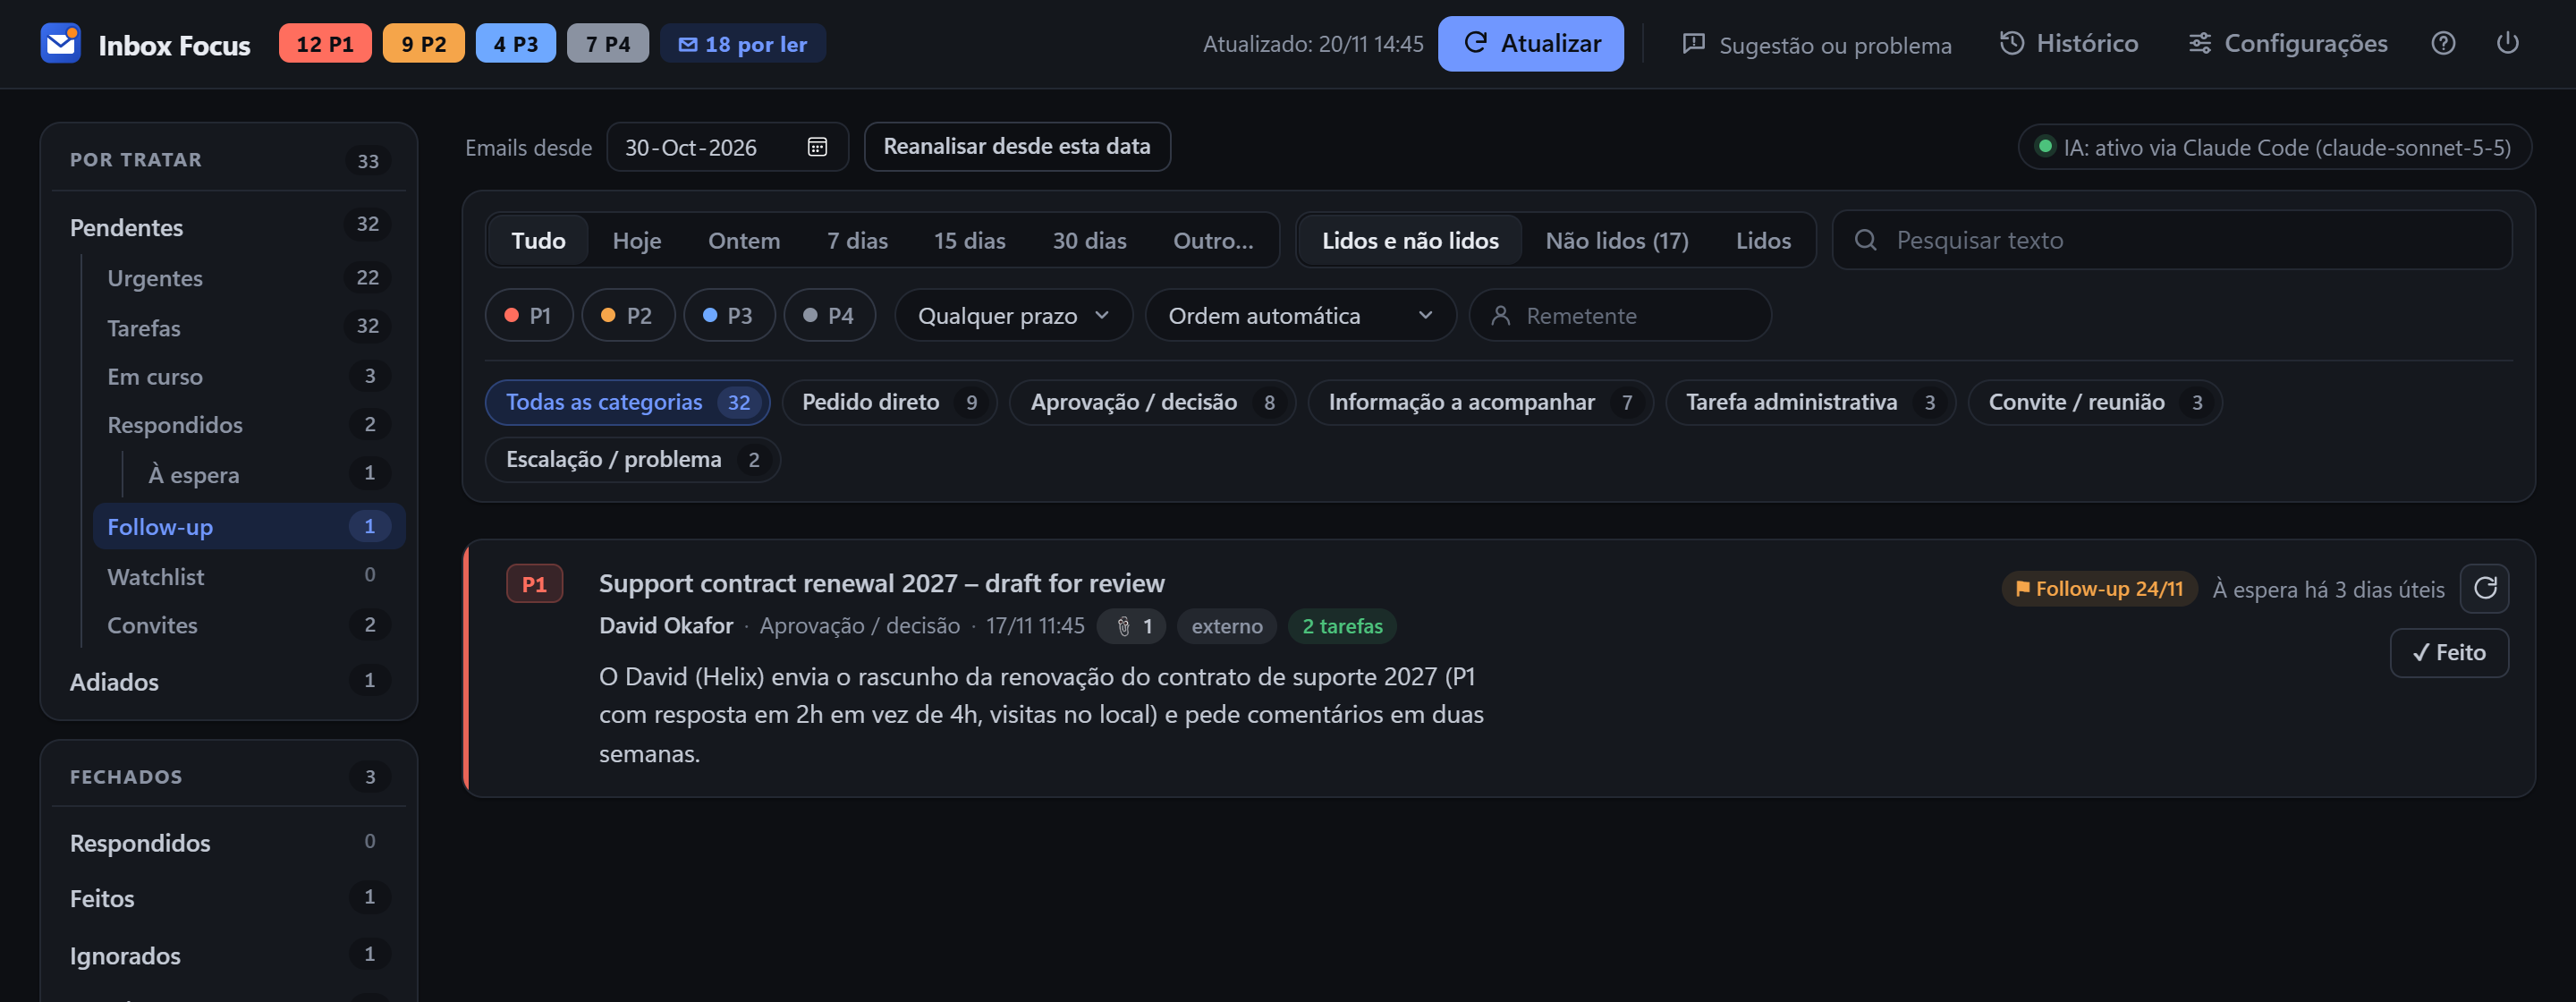 Inbox Focus 12 P1 9 P2 4 P3 7 P4 18 por ler Atualizado: 20/11 14:45 Atualizar Sugestão ou problema Histórico Configurações
POR TRATAR 33
Pendentes 32
Urgentes 22
Tarefas 32
Em curso 3
Respondidos 2
À espera 1
Follow-up 1
Watchlist 0
Convites 2
Adiados 1
FECHADOS 3
Respondidos 0
Feitos 1
Ignorados 1
Emails desde 30-Oct-2026 Reanalisar desde esta data IA: ativo via Claude Code (claude-sonnet-5-5)
Tudo Hoje Ontem 7 dias 15 dias 30 dias Outro... Lidos e não lidos Não lidos (17) Lidos Pesquisar texto
P1 P2 P3 P4 Qualquer prazo Ordem automática Remetente
Todas as categorias 32 Pedido direto 9 Aprovação / decisão 8 Informação a acompanhar 7 Tarefa administrativa 3 Convite / reunião 3
Escalação / problema 2
P1 Support contract renewal 2027 – draft for review Follow-up 24/11 À espera há 3 dias úteis
David Okafor · Aprovação / decisão · 17/11 11:45 1 externo 2 tarefas
✓ Feito
O David (Helix) envia o rascunho da renovação do contrato de suporte 2027 (P1
com resposta em 2h em vez de 4h, visitas no local) e pede comentários em duas
semanas.